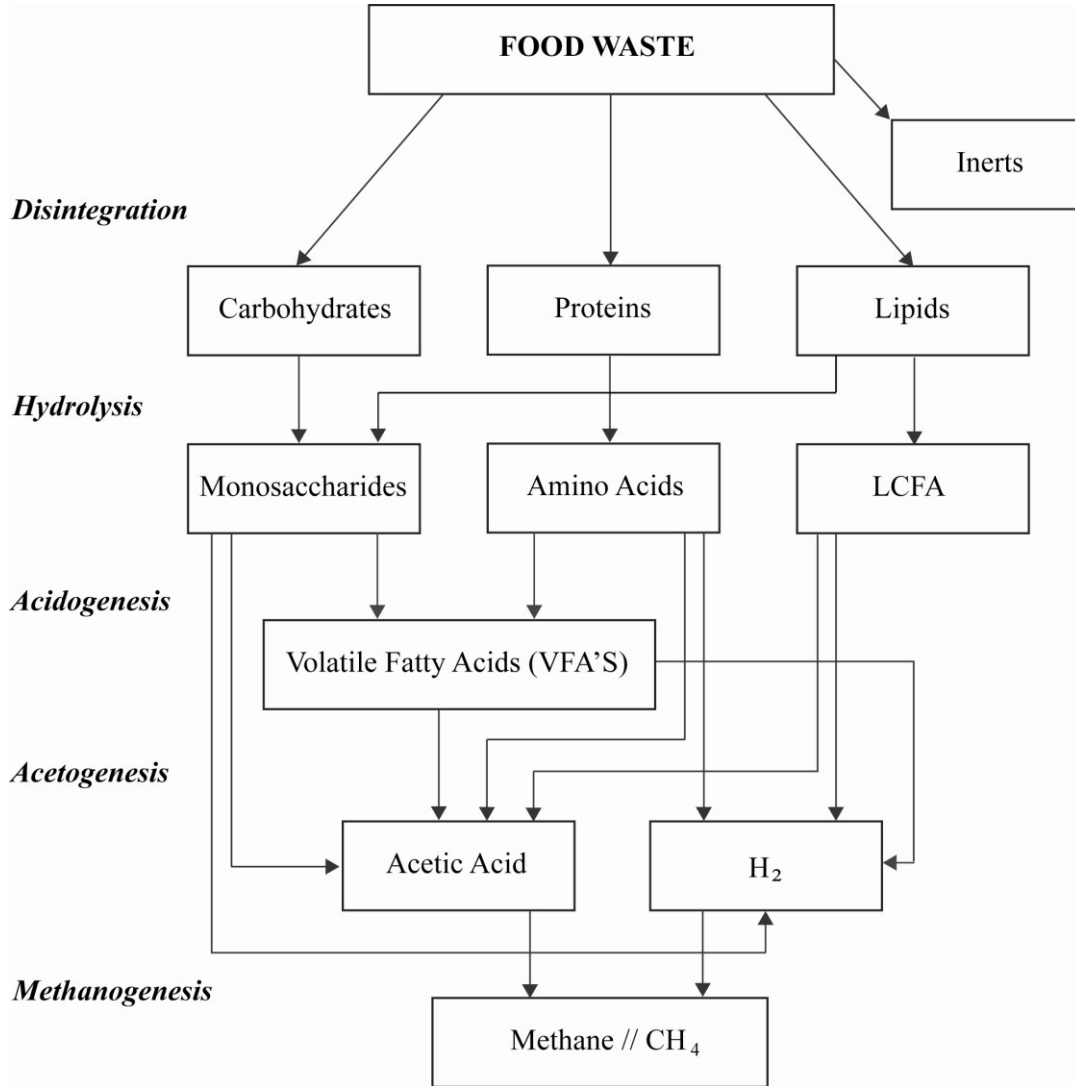 FOOD WASTE
Inerts
Disintegration
Carbohydrates
Proteins
Lipids
Hydrolysis
Monosaccharides
Amino Acids
LCFA
Acidogenesis
Volatile Fatty Acids (VFA'S)
Acetogenesis
Acetic Acid
H₂
Methanogenesis
Methane // CH₄